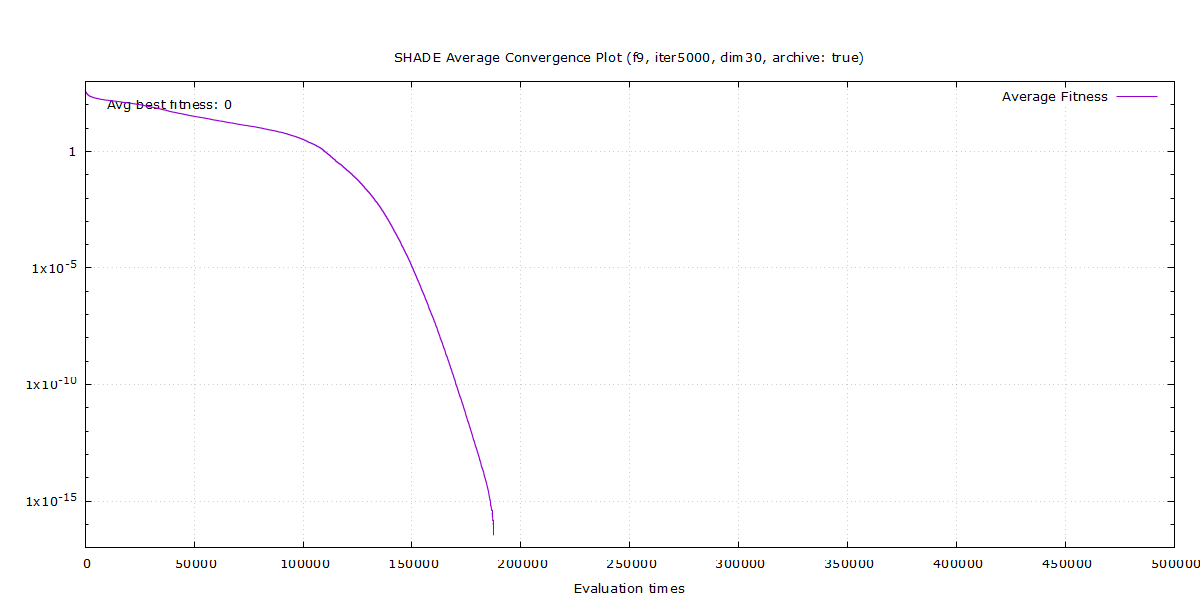 SHADE Average Convergence Plot (f9, iter5000, dim30, archive: true)
Avg best fitness: 0
Average Fitness
1
1x10^-5
1x10^-10
1x10^-15
0 50000 100000 150000 200000 250000 300000 350000 400000 450000 500000
Evaluation times